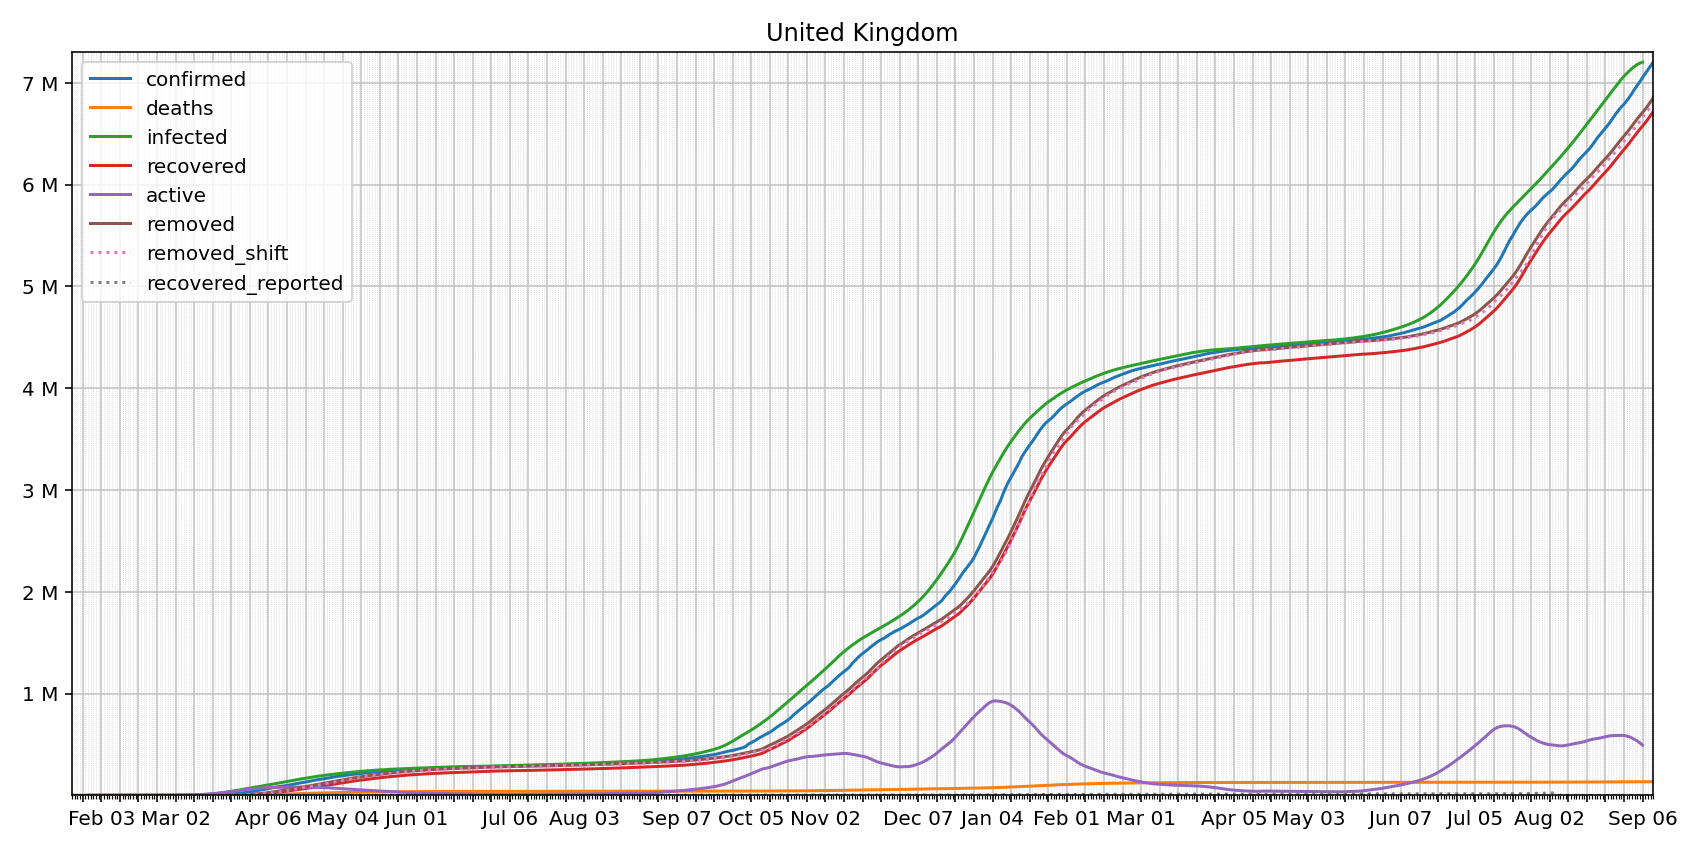 United Kingdom
confirmed
deaths
infected
recovered
active
removed
removed_shift
recovered_reported
7 M
6 M
5 M
4 M
3 M
2 M
1 M
Feb 03 Mar 02 Apr 06 May 04 Jun 01 Jul 06 Aug 03 Sep 07 Oct 05 Nov 02 Dec 07 Jan 04 Feb 01 Mar 01 Apr 05 May 03 Jun 07 Jul 05 Aug 02 Sep 06